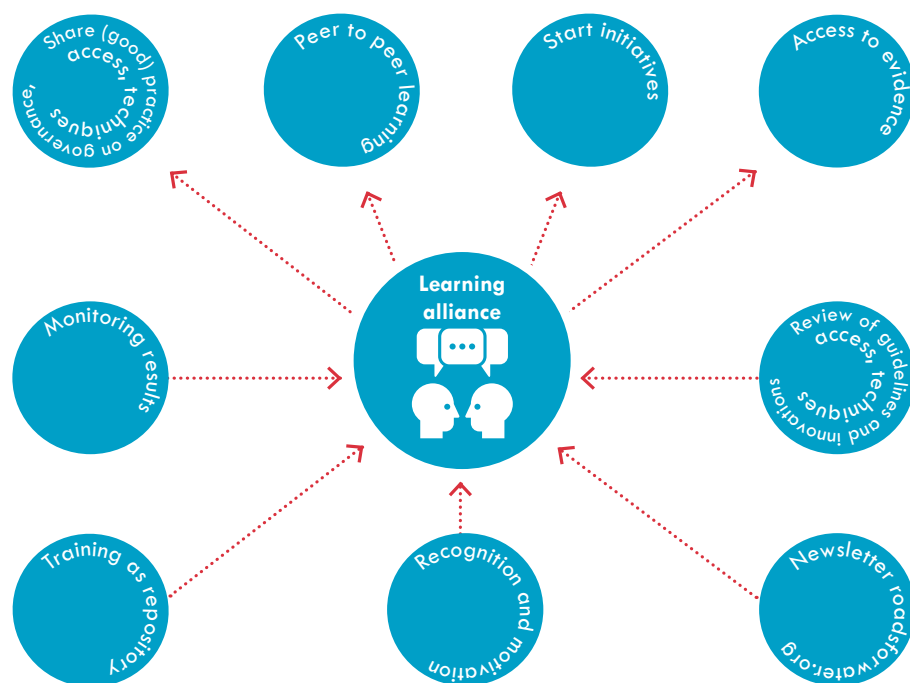 Share (good) practice on governance,
access, techniques
Peer to peer learning
Start initiatives
Access to evidence
Learning
alliance
Monitoring results
Review of guidelines and innovations
access, techniques
Training as repository
Recognition and motivation
Newsletter roadsforwater.org